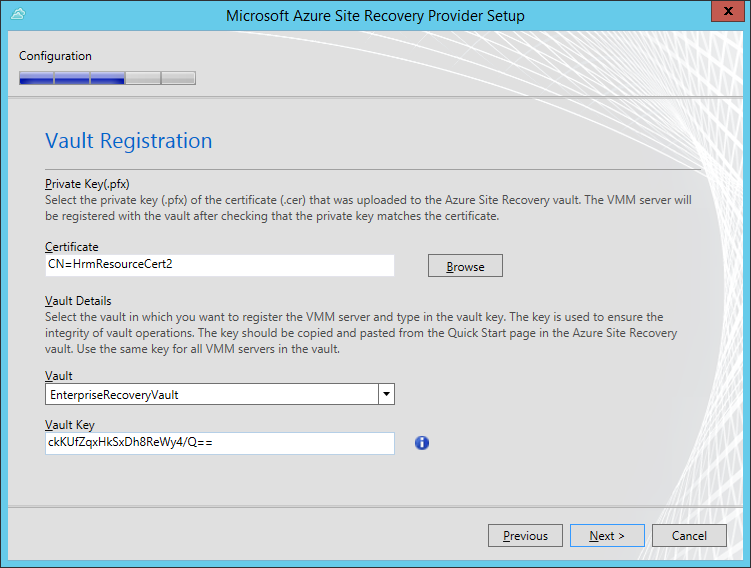 Microsoft Azure Site Recovery Provider Setup
x
Configuration
Vault Registration
Private Key(.pfx)
Select the private key (.pfx) of the certificate (.cer) that was uploaded to the Azure Site Recovery vault. The VMM server will
be registered with the vault after checking that the private key matches the certificate.
Certificate
CN=HrmResourceCert2
Browse
Vault Details
Select the vault in which you want to register the VMM server and type in the vault key. The key is used to ensure the
integrity of vault operations. The key should be copied and pasted from the Quick Start page in the Azure Site Recovery
vault. Use the same key for all VMM servers in the vault.
Vault
EnterpriseRecoveryVault
Vault Key
ckKUfZqxHkSxDh8ReWy4/Q==
i
Previous
Next >
Cancel